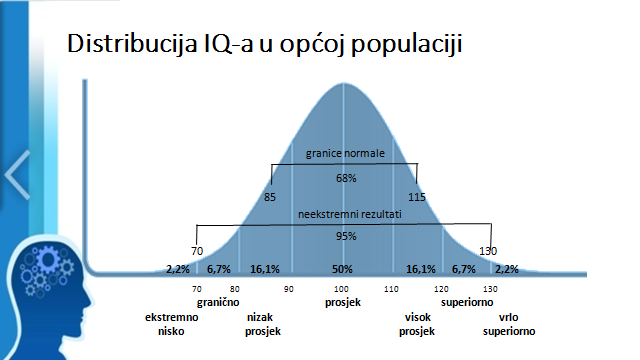 Distribucija IQ-a u općoj populaciji
granice normale
68%
85 115
neekstremni rezultati
95%
70 130
2,2% 6,7% 16,1% 50% 16,1% 6,7% 2,2%
70 80 90 100 110 120 130
granično prosjek superiorno
ekstremno nizak visok vrlo
nisko prosjek prosjek superiorno